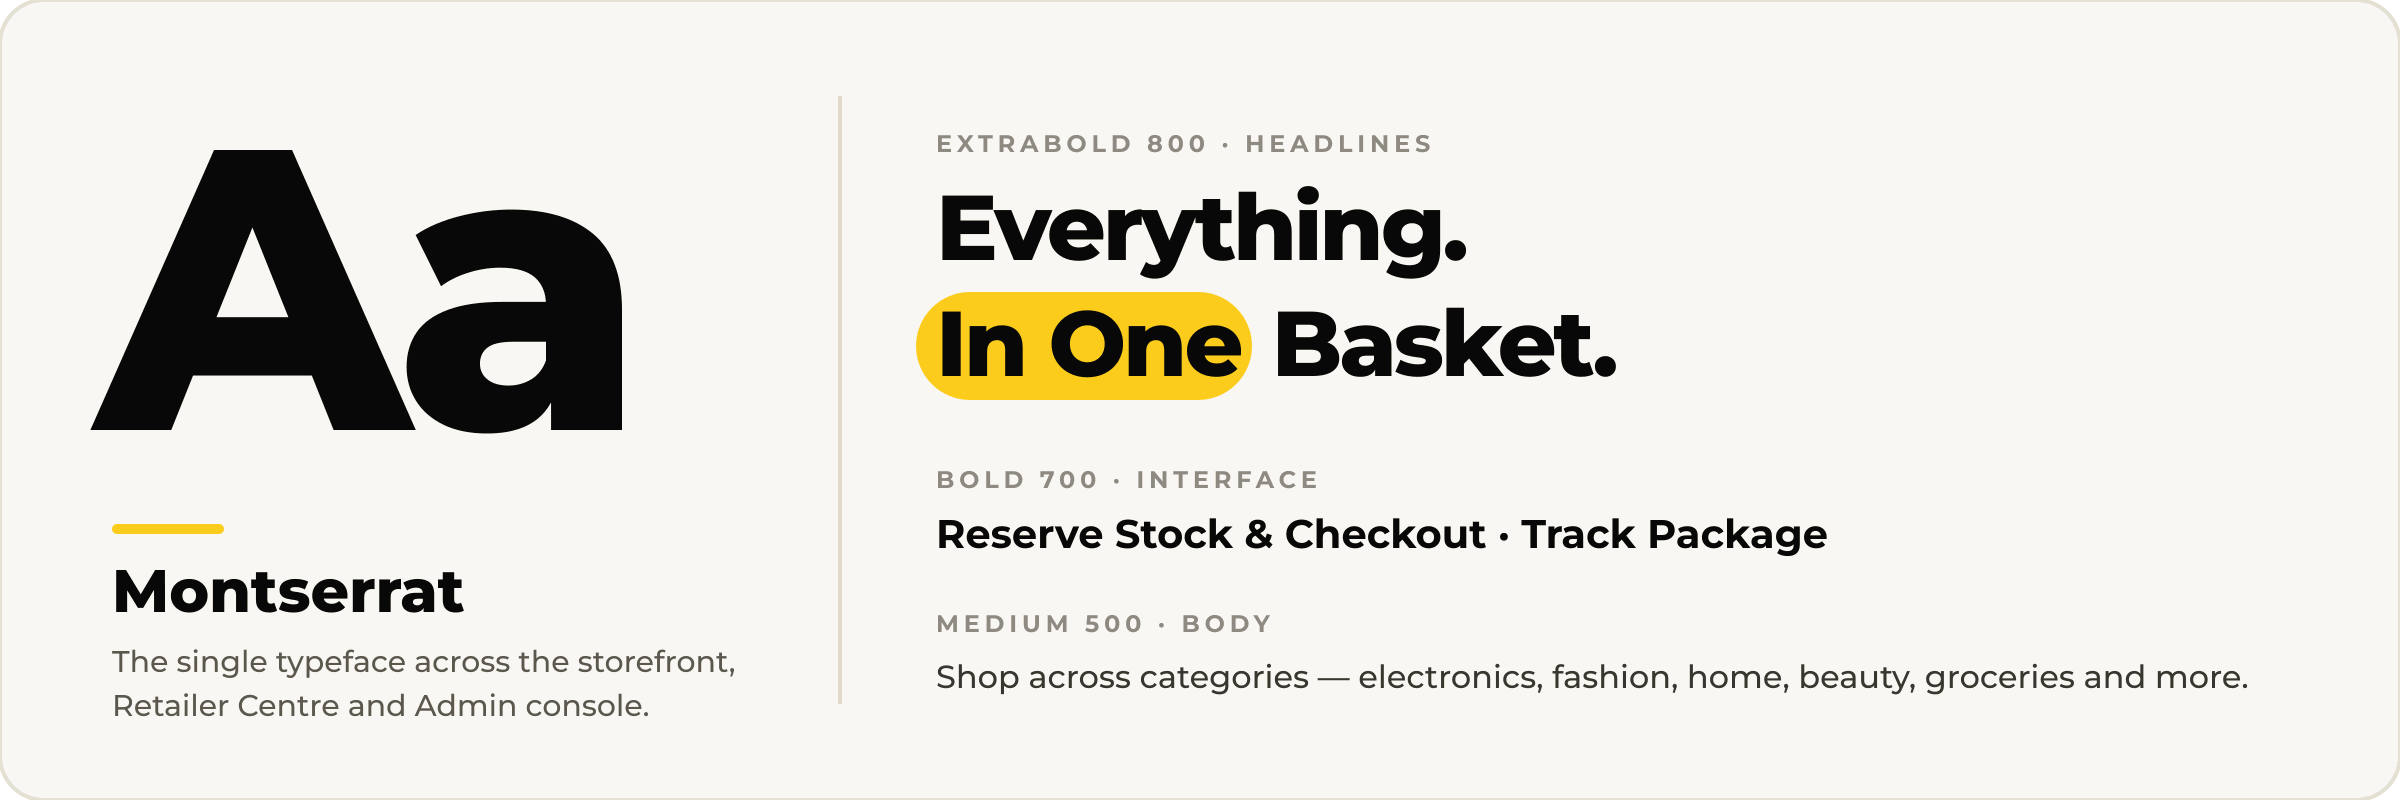 Aa
Montserrat
The single typeface across the storefront,
Retailer Centre and Admin console.
EXTRABOLD 800 · HEADLINES
Everything.
In One Basket.
BOLD 700 · INTERFACE
Reserve Stock & Checkout · Track Package
MEDIUM 500 · BODY
Shop across categories — electronics, fashion, home, beauty, groceries and more.